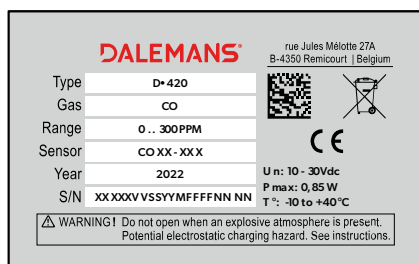 DALEMANS®
rue Jules Mélotte 27A
B-4350 Remicourt | Belgium
Type D•420
Gas CO
Range 0 .. 300PPM
Sensor CO XX - XX X
Year 2022
S/N XX XXXV VSSYYMFFFFNN NN
CE
Un: 10 - 30Vdc
P max: 0,85 W
T°: -10 to +40°C
WARNING! Do not open when an explosive atmosphere is present.
Potential electrostatic charging hazard. See instructions.